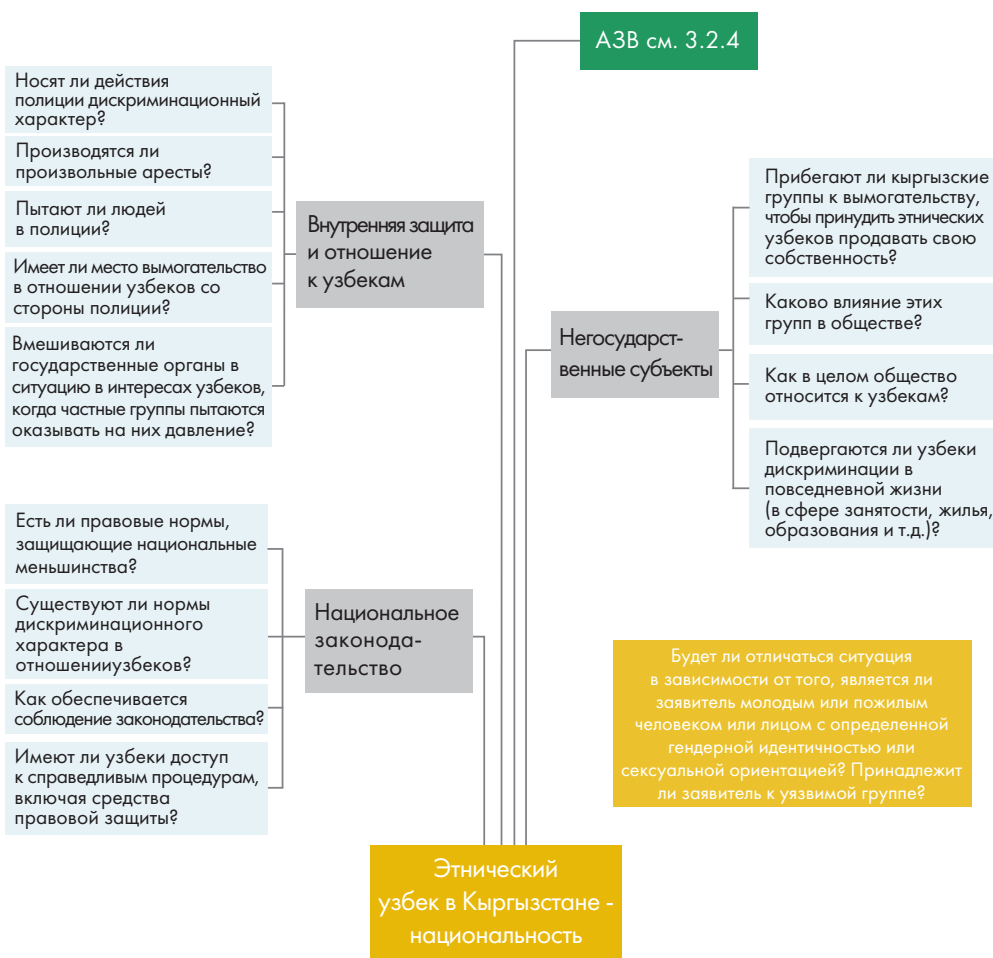 АЗВ см. 3.2.4
Носят ли действия
полиции дискриминационный
характер?
Производятся ли
произвольные аресты?
Пытают ли людей
в полиции?
Имеет ли место вымогательство
в отношении узбеков со
стороны полиции?
Вмешиваются ли
государственные органы в
ситуацию в интересах узбеков,
когда частные группы пытаются
оказывать на них давление?
Внутренняя защита
и отношение
к узбекам
Прибегают ли кыргызские
группы к вымогательству,
чтобы принудить этнических
узбеков продавать свою
собственность?
Каково влияние этих
групп в обществе?
Как в целом общество
относится к узбекам?
Подвергаются ли узбеки
дискриминации в
повседневной жизни
(в сфере занятости, жилья,
образования и т.д.)?
Негосударст-
венные субъекты
Есть ли правовые нормы,
защищающие национальные
меньшинства?
Существуют ли нормы
дискриминационного
характера в
отношенииузбеков?
Как обеспечивается
соблюдение законодательства?
Имеют ли узбеки доступ
к справедливым процедурам,
включая средства
правовой защиты?
Национальное
законода-
тельство
Будет ли отличаться ситуация
в зависимости от того, является ли
заявитель молодым или пожилым
человеком или лицом с определенной
гендерной идентичностью или
сексуальной ориентацией? Принадлежит
ли заявитель к уязвимой группе?
Этнический
узбек в Кыргызстане -
национальность